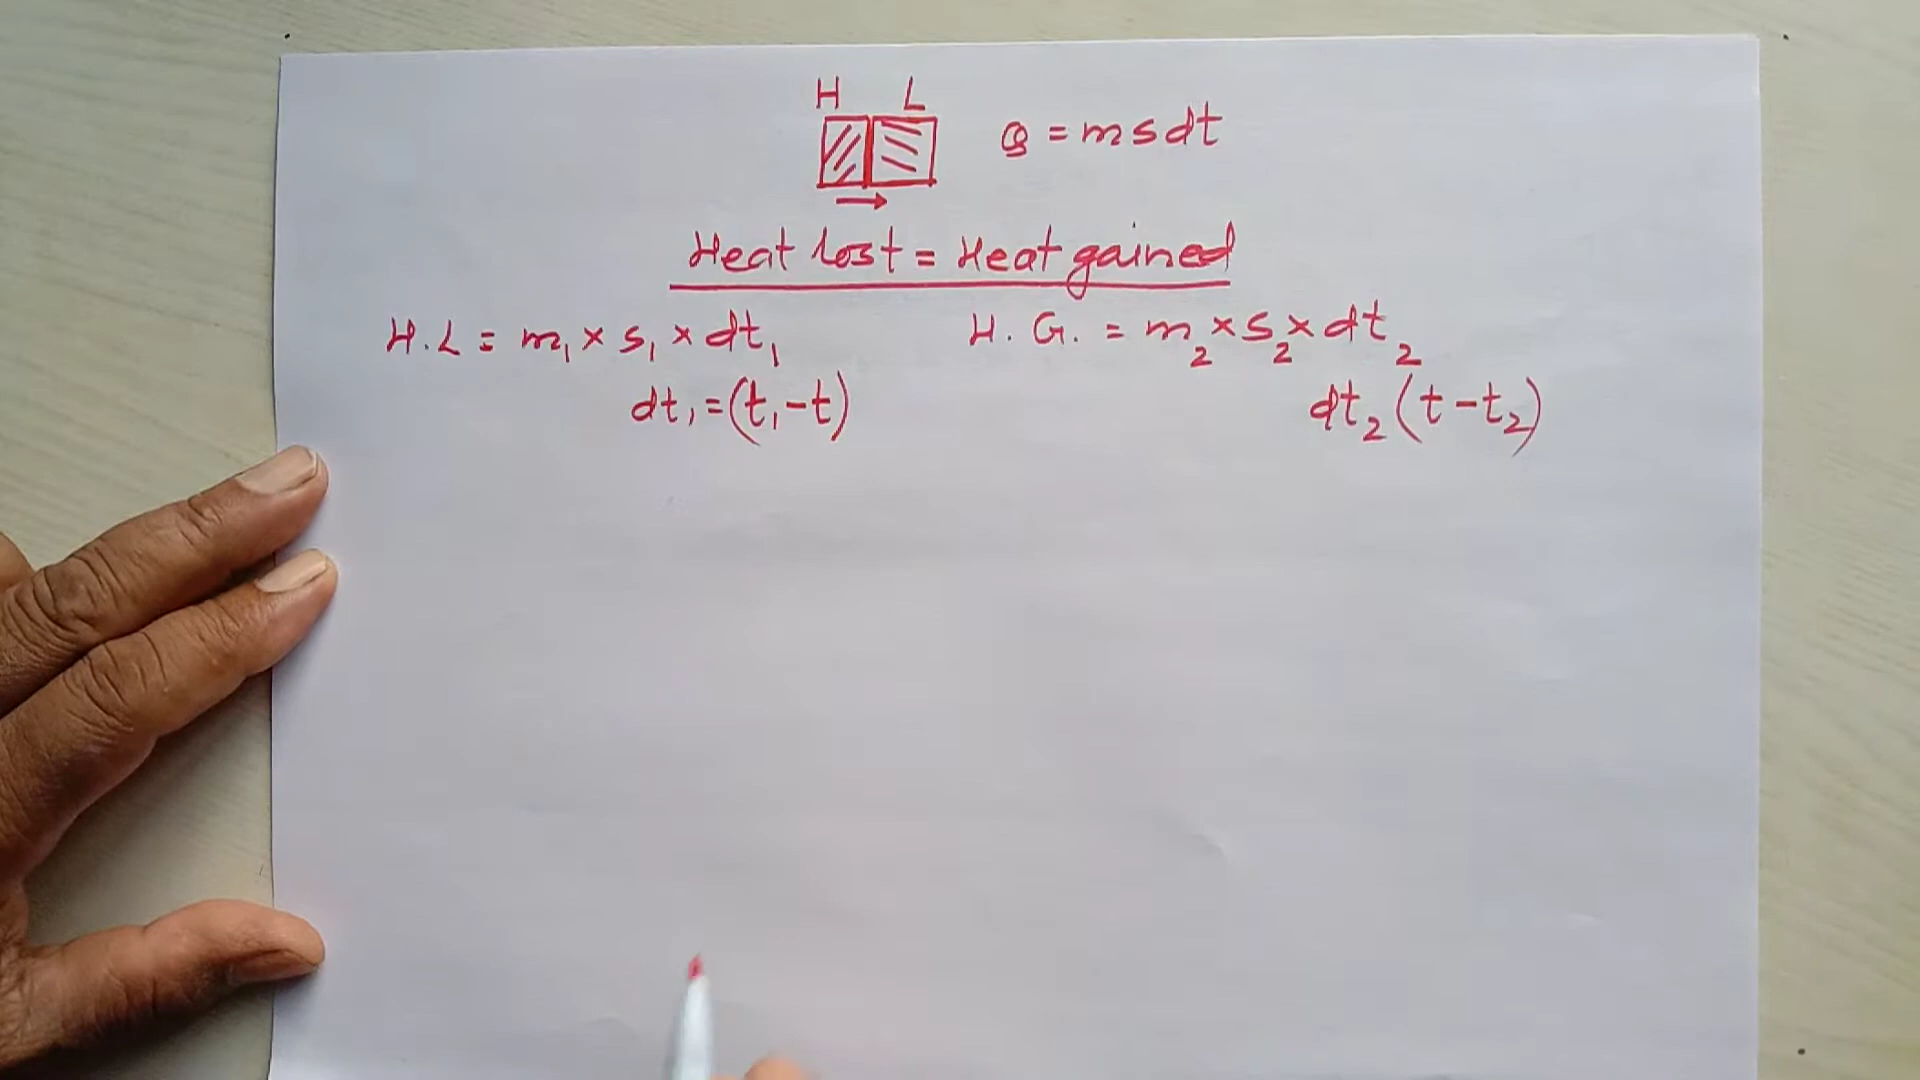 H L
Q = msdt
Heat lost = Heat gained
H.L = m₁ × s₁ × dt₁
H. G. = m₂ × s₂ × dt₂
dt₁ = (t₁ - t)
dt₂ (t - t₂)